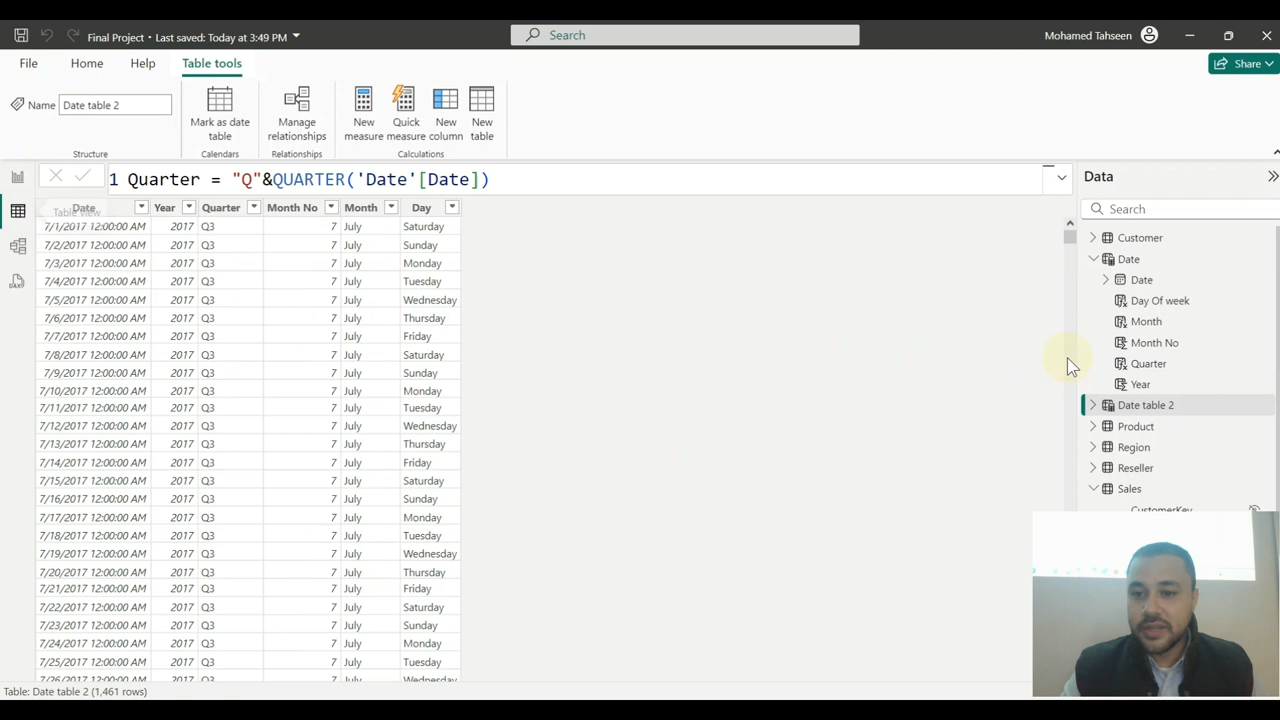 Final Project • Last saved: Today at 3:49 PM
Search
Mohamed Tahseen
File
Home
Help
Table tools
Share
Name
Date table 2
Mark as date
table
Manage
relationships
New
measure
Quick
measure
New
column
New
table
Structure
Calendars
Relationships
Calculations
1 Quarter = "Q"&QUARTER('Date'[Date])
Table view
Date Year Quarter Month No Month Day
7/1/2017 12:00:00 AM 2017 Q3 7 July Saturday
7/2/2017 12:00:00 AM 2017 Q3 7 July Sunday
7/3/2017 12:00:00 AM 2017 Q3 7 July Monday
7/4/2017 12:00:00 AM 2017 Q3 7 July Tuesday
7/5/2017 12:00:00 AM 2017 Q3 7 July Wednesday
7/6/2017 12:00:00 AM 2017 Q3 7 July Thursday
7/7/2017 12:00:00 AM 2017 Q3 7 July Friday
7/8/2017 12:00:00 AM 2017 Q3 7 July Saturday
7/9/2017 12:00:00 AM 2017 Q3 7 July Sunday
7/10/2017 12:00:00 AM 2017 Q3 7 July Monday
7/11/2017 12:00:00 AM 2017 Q3 7 July Tuesday
7/12/2017 12:00:00 AM 2017 Q3 7 July Wednesday
7/13/2017 12:00:00 AM 2017 Q3 7 July Thursday
7/14/2017 12:00:00 AM 2017 Q3 7 July Friday
7/15/2017 12:00:00 AM 2017 Q3 7 July Saturday
7/16/2017 12:00:00 AM 2017 Q3 7 July Sunday
7/17/2017 12:00:00 AM 2017 Q3 7 July Monday
7/18/2017 12:00:00 AM 2017 Q3 7 July Tuesday
7/19/2017 12:00:00 AM 2017 Q3 7 July Wednesday
7/20/2017 12:00:00 AM 2017 Q3 7 July Thursday
7/21/2017 12:00:00 AM 2017 Q3 7 July Friday
7/22/2017 12:00:00 AM 2017 Q3 7 July Saturday
7/23/2017 12:00:00 AM 2017 Q3 7 July Sunday
7/24/2017 12:00:00 AM 2017 Q3 7 July Monday
7/25/2017 12:00:00 AM 2017 Q3 7 July Tuesday
7/26/2017 12:00:00 AM 2017 Q3 7 July Wednesday
Table: Date table 2 (1,461 rows)
Data
Search
Customer
Date
Date
Day Of week
Month
Month No
Quarter
Year
Date table 2
Product
Region
Reseller
Sales
CustomerKey